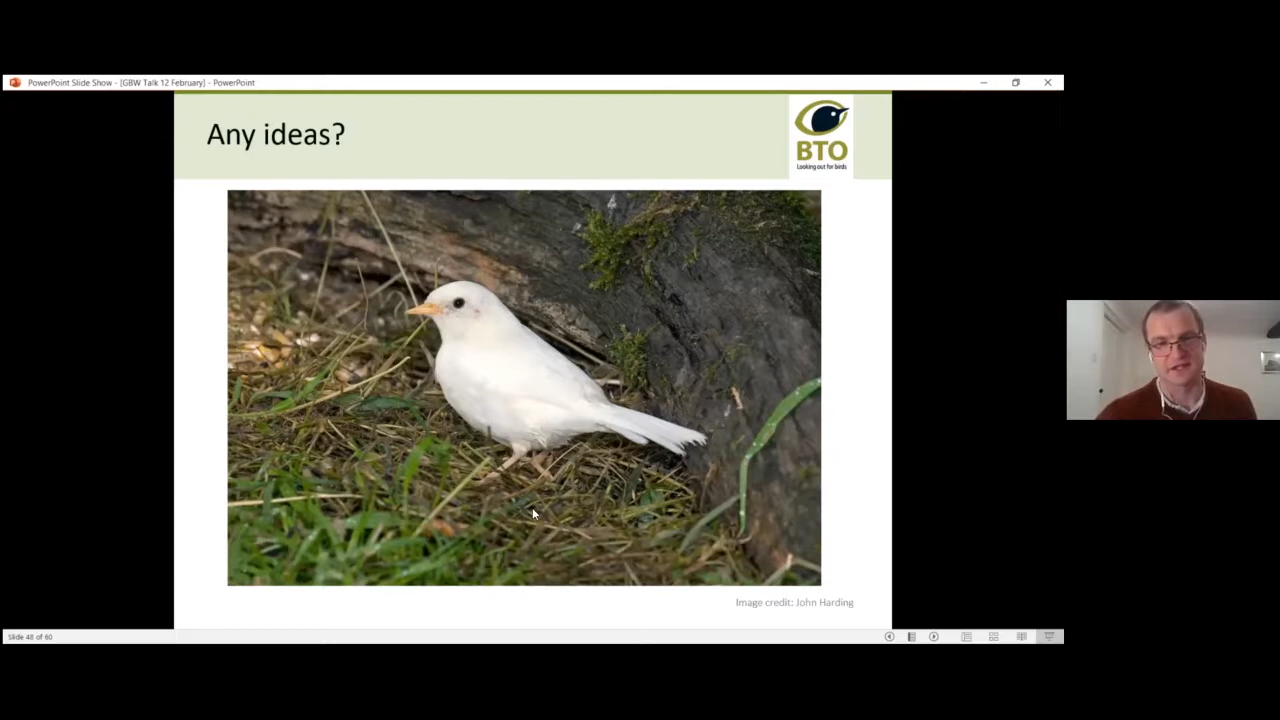 PowerPoint Slide Show - [GBW Talk 12 February] - PowerPoint
Any ideas?
BTO
Looking out for birds
Image credit: John Harding
Slide 48 of 60